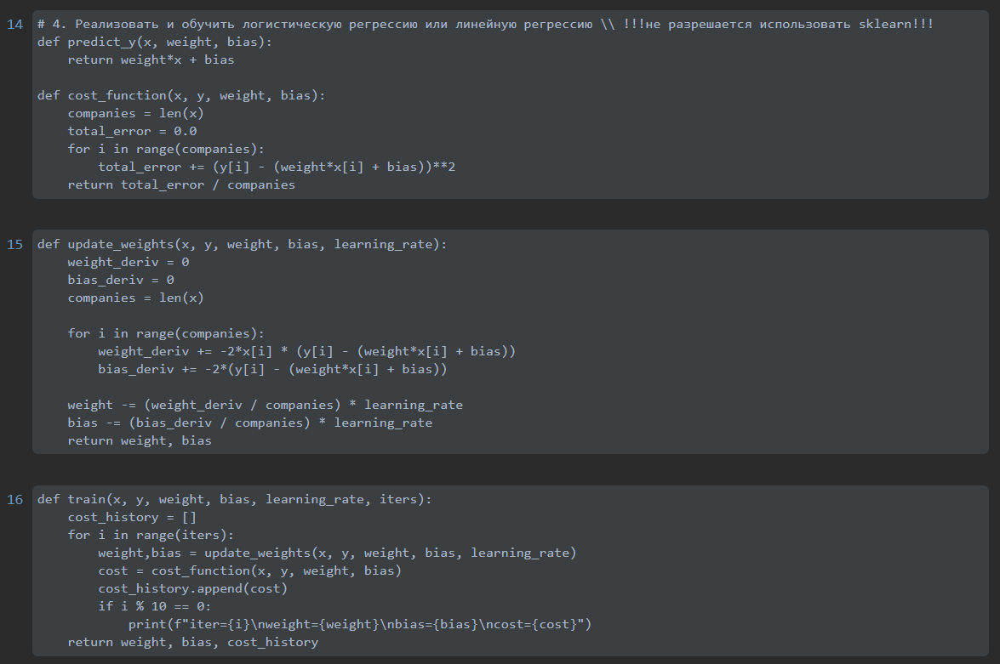 14
# 4. Реализовать и обучить логистическую регрессию или линейную регрессию \\ !!!не разрешается использовать sklearn!!!
def predict_y(x, weight, bias):
    return weight*x + bias

def cost_function(x, y, weight, bias):
    companies = len(x)
    total_error = 0.0
    for i in range(companies):
        total_error += (y[i] - (weight*x[i] + bias))**2
    return total_error / companies

15
def update_weights(x, y, weight, bias, learning_rate):
    weight_deriv = 0
    bias_deriv = 0
    companies = len(x)

    for i in range(companies):
        weight_deriv += -2*x[i] * (y[i] - (weight*x[i] + bias))
        bias_deriv += -2*(y[i] - (weight*x[i] + bias))

    weight -= (weight_deriv / companies) * learning_rate
    bias -= (bias_deriv / companies) * learning_rate
    return weight, bias

16
def train(x, y, weight, bias, learning_rate, iters):
    cost_history = []
    for i in range(iters):
        weight,bias = update_weights(x, y, weight, bias, learning_rate)
        cost = cost_function(x, y, weight, bias)
        cost_history.append(cost)
        if i % 10 == 0:
            print(f"iter={i}\nweight={weight}\nbias={bias}\ncost={cost}")
    return weight, bias, cost_history